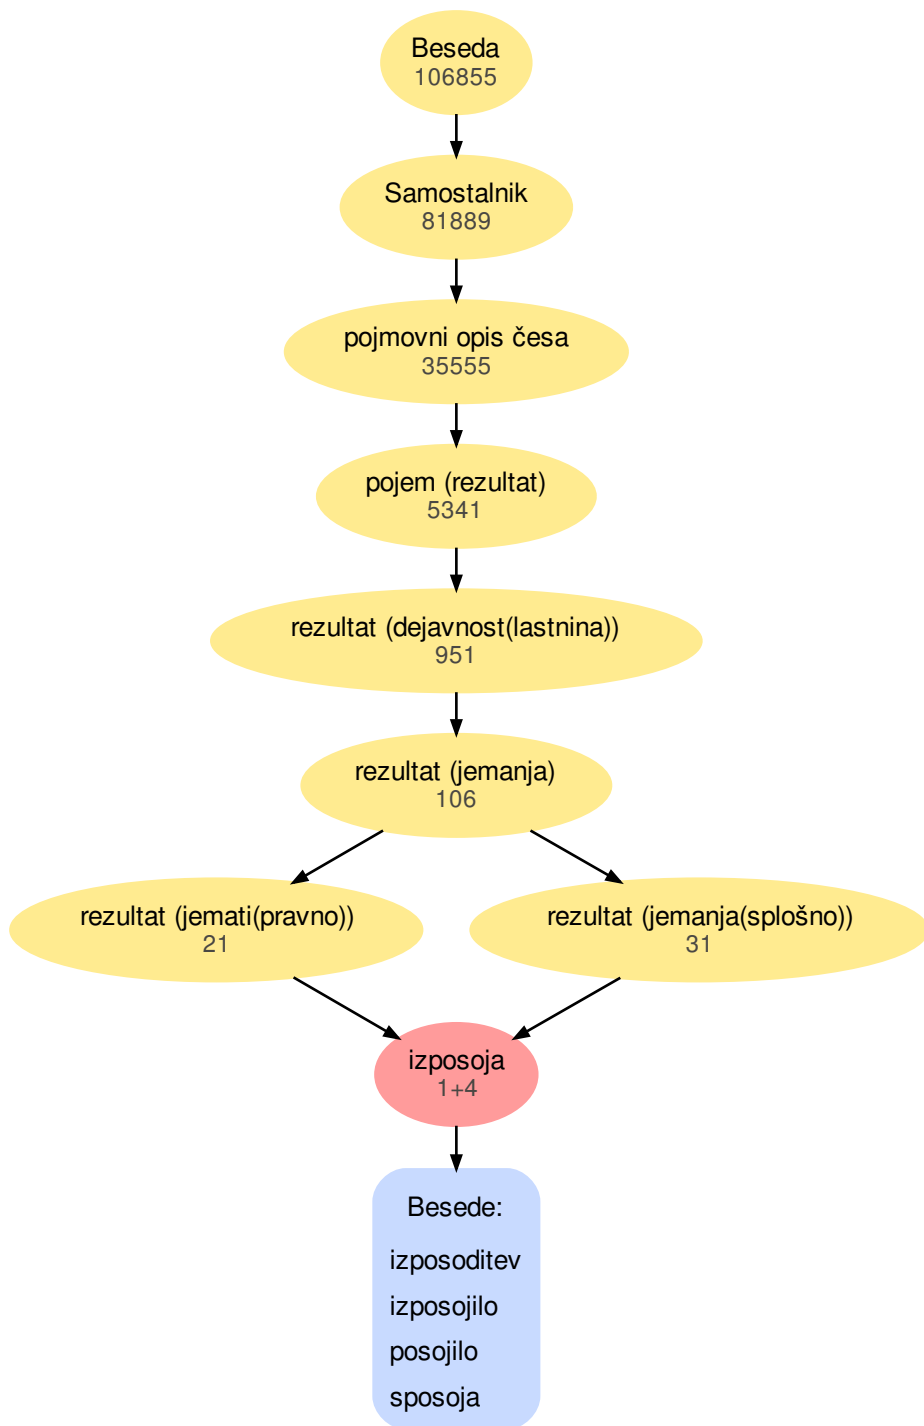 Beseda
106855
Samostalnik
81889
pojmovni opis česa
35555
pojem (rezultat)
5341
rezultat (dejavnost(lastnina))
951
rezultat (jemanja)
106
rezultat (jemati(pravno))
21
rezultat (jemanja(splošno))
31
izposoja
1+4
Besede:
izposoditev
izposojilo
posojilo
sposoja